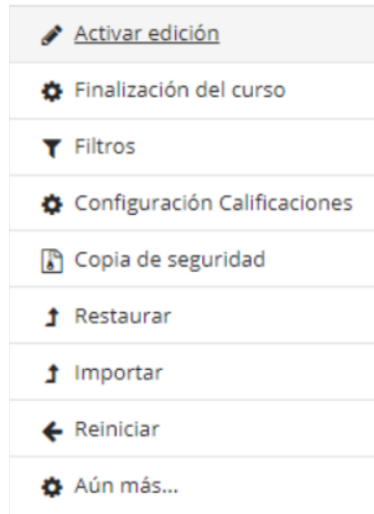 Activar edición
Finalización del curso
Filtros
Configuración Calificaciones
Copia de seguridad
Restaurar
Importar
Reiniciar
Aún más...